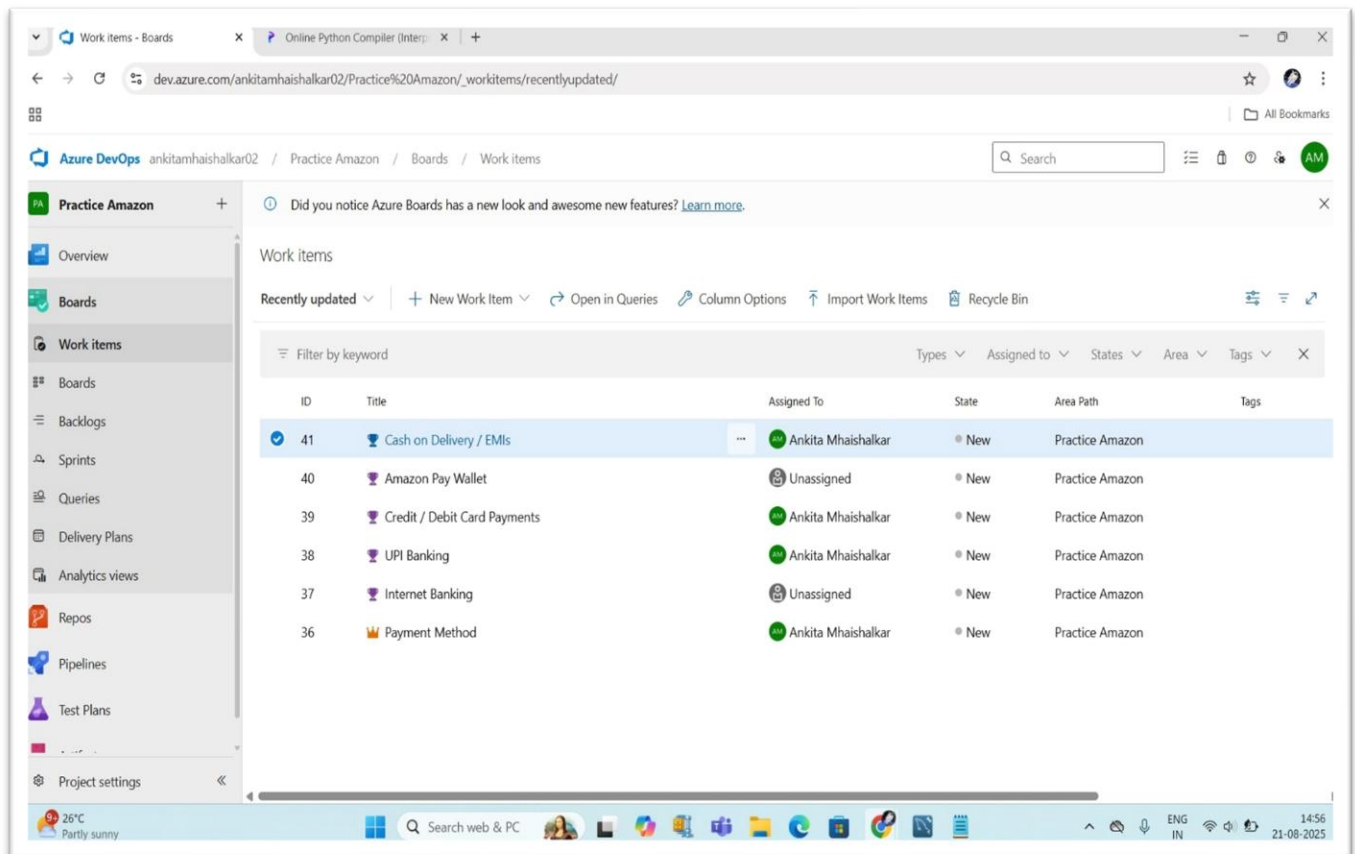 Work items - Boards
Online Python Compiler (Interp
dev.azure.com/ankitamhaishalkar02/Practice%20Amazon/_workitems/recentlyupdated/
All Bookmarks
Azure DevOps ankitamhaishalkar02 / Practice Amazon / Boards / Work items
Search
AM
PA Practice Amazon
Did you notice Azure Boards has a new look and awesome new features? Learn more.
Overview
Boards
Work items
Boards
Backlogs
Sprints
Queries
Delivery Plans
Analytics views
Repos
Pipelines
Test Plans
Project settings
Work items
Recently updated New Work Item Open in Queries Column Options Import Work Items Recycle Bin
Filter by keyword Types Assigned to States Area Tags
ID Title Assigned To State Area Path Tags
41 Cash on Delivery / EMIs ... AM Ankita Mhaishalkar New Practice Amazon
40 Amazon Pay Wallet Unassigned New Practice Amazon
39 Credit / Debit Card Payments AM Ankita Mhaishalkar New Practice Amazon
38 UPI Banking AM Ankita Mhaishalkar New Practice Amazon
37 Internet Banking Unassigned New Practice Amazon
36 Payment Method AM Ankita Mhaishalkar New Practice Amazon
9+ 26°C
Partly sunny
Search web & PC
ENG
IN
14:56
21-08-2025